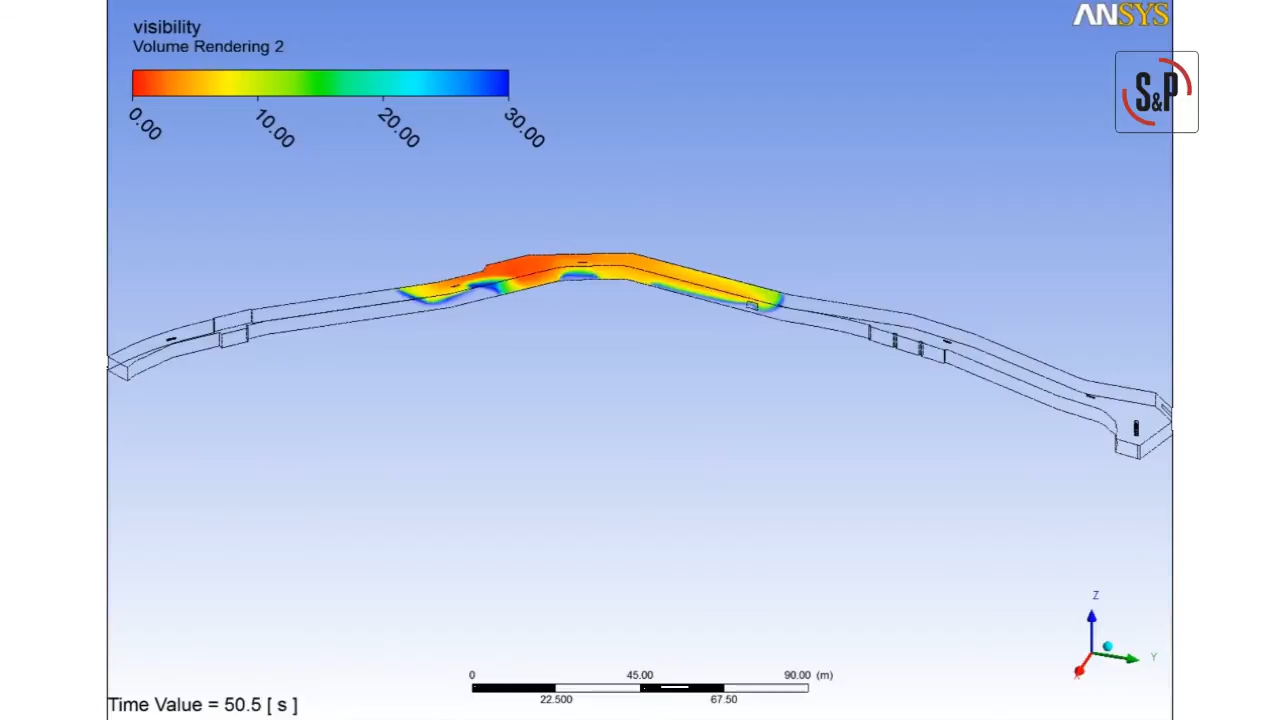 visibility
Volume Rendering 2
ANSYS
S&P
0.00
10.00
20.00
30.00
Z
Y
X
0 45.00 90.00 (m)
22.500 67.50
Time Value = 50.5 [ s ]